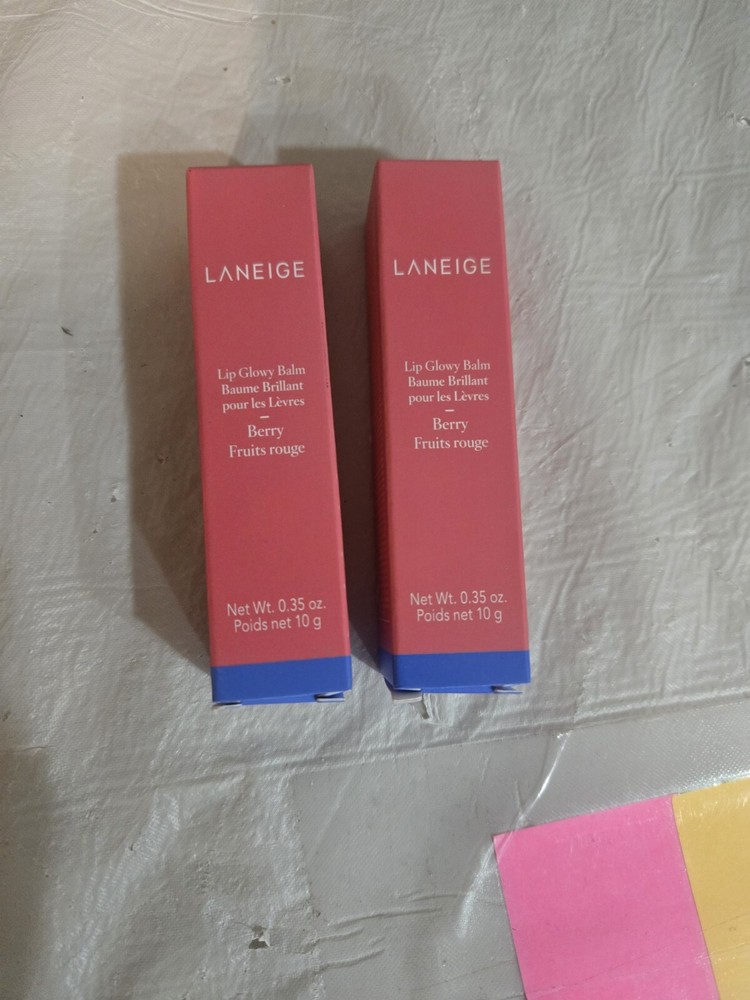 LANEIGE
Lip Glowy Balm
Baume Brillant
pour les Lèvres
Berry
Fruits rouge
Net Wt. 0.35 oz.
Poids net 10 g
LANEIGE
Lip Glowy Balm
Baume Brillant
pour les Lèvres
Berry
Fruits rouge
Net Wt. 0.35 oz.
Poids net 10 g